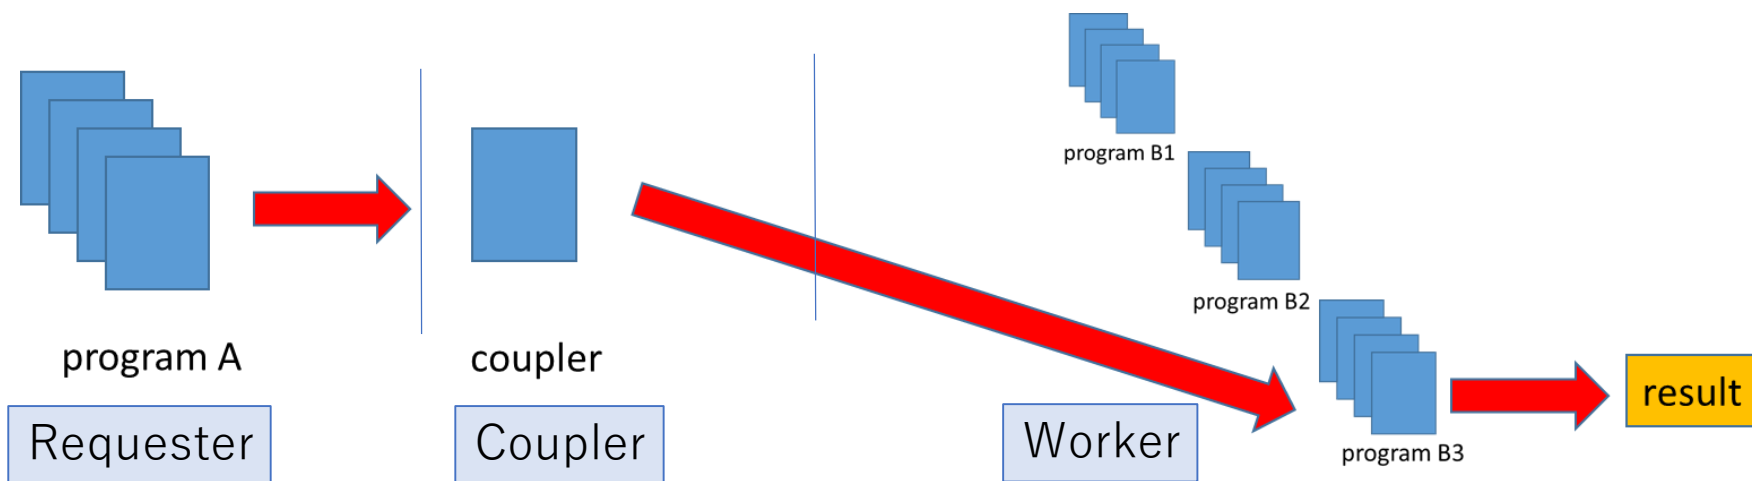 program B1
program B2
program A
coupler
result
program B3
Requester
Coupler
Worker